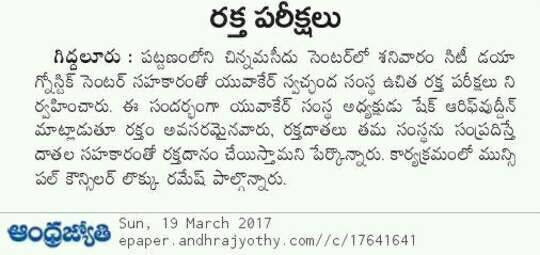 రక్త పరీక్షలు
గిద్దలూరు : పట్టణంలోని చిన్నమసీదు సెంటర్‌లో శనివారం సిటీ డయా
గ్నోస్టిక్ సెంటర్ సహకారంతో యువాకేర్ స్వచ్ఛంద సంస్థ ఉచిత రక్త పరీక్షలు ని
ర్వహించారు. ఈ సందర్భంగా యువాకేర్ సంస్థ అధ్యక్షుడు షేక్ ఆరిఫ్‌వుద్దీన్
మాట్లాడుతూ రక్తం అవసరమైనవారు, రక్తదాతలు తమ సంస్థను సంప్రదిస్తే
దాతల సహకారంతో రక్తదానం చేయిస్తామని పేర్కొన్నారు. కార్యక్రమంలో మున్సి
పల్ కౌన్సిలర్ లొక్కు రమేష్ పాల్గొన్నారు.
ఆంధ్రజ్యోతి
Sun, 19 March 2017
epaper.andhrajyothy.com//c/17641641